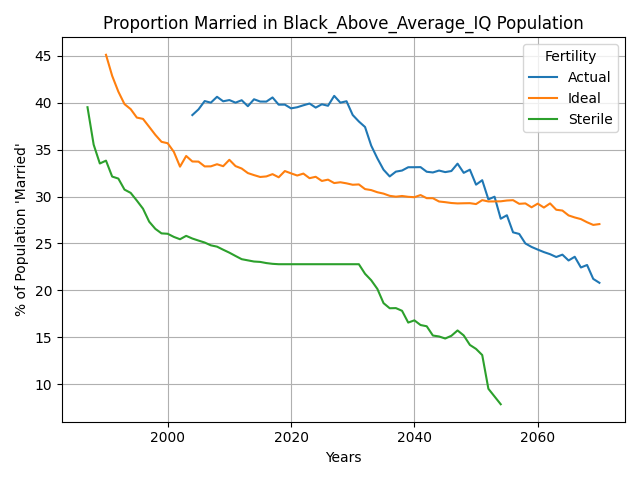 Proportion Married in Black_Above_Average_IQ Population
% of Population 'Married'
45
40
35
30
25
20
15
10
Fertility
Actual
Ideal
Sterile
2000
2020
2040
2060
Years